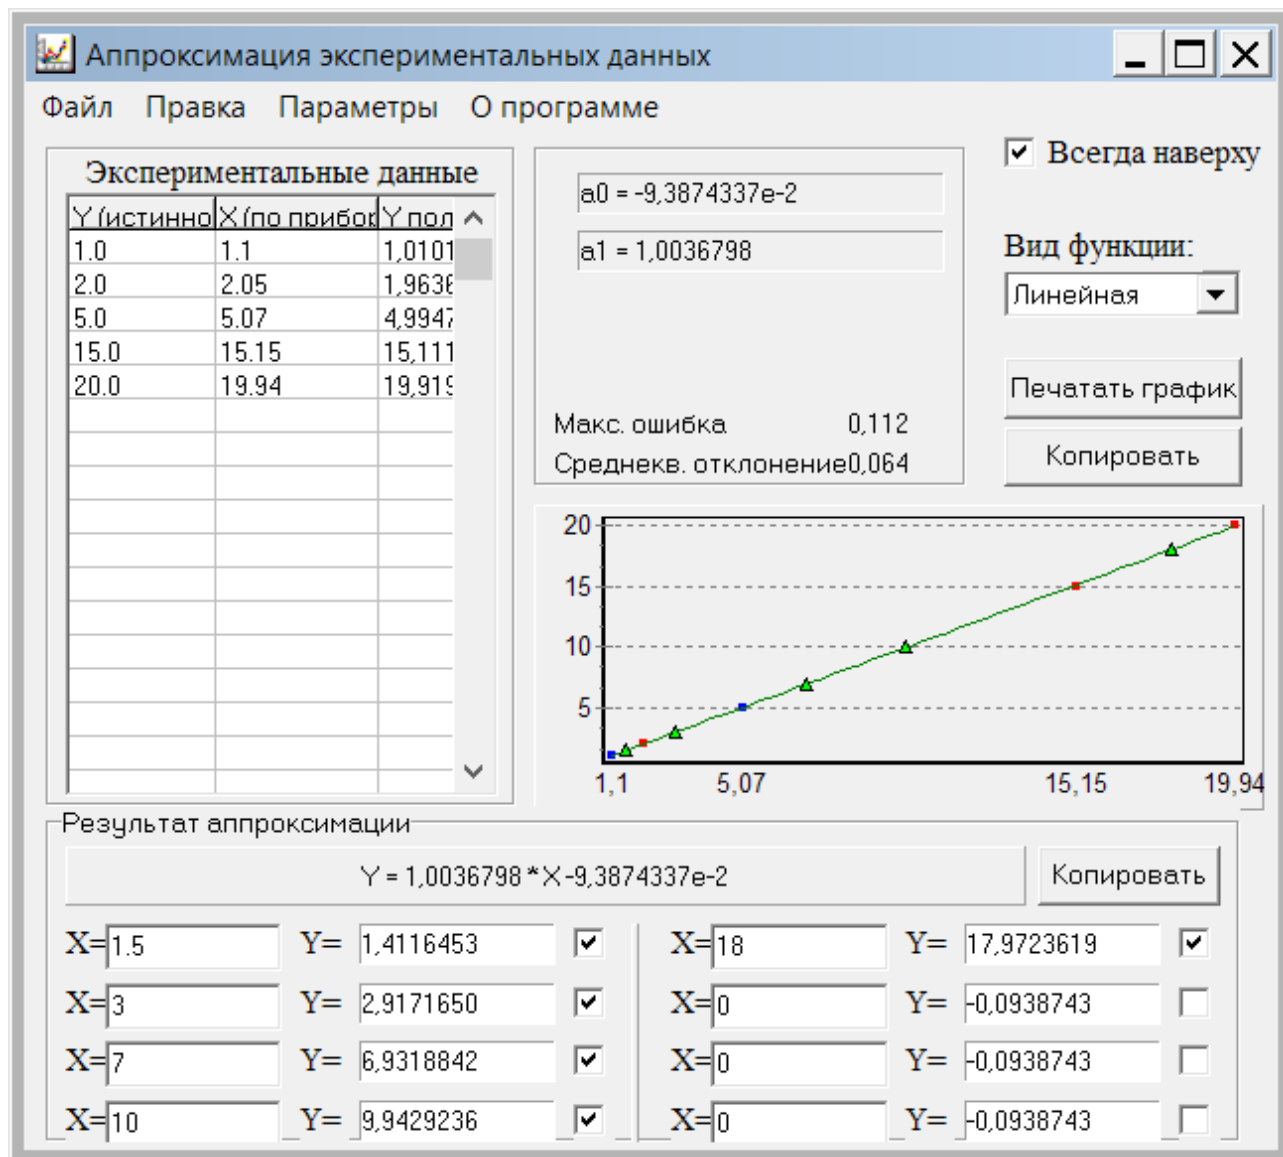 Аппроксимация экспериментальных данных
Файл Правка Параметры О программе
Всегда наверху
Экспериментальные данные
Y (истинно X (по прибор Y пол
1.0 1.1 1,0101
2.0 2.05 1,9636
5.0 5.07 4,9947
15.0 15.15 15,111
20.0 19.94 19,919
a0 = -9,3874337e-2
a1 = 1,0036798
Макс. ошибка 0,112
Среднекв. отклонение0,064
Вид функции:
Линейная
Печатать график
Копировать
20
15
10
5
1,1 5,07 15,15 19,94
Результат аппроксимации
Y = 1,0036798 * X -9,3874337e-2
Копировать
X= 1.5 Y= 1,4116453 X= 18 Y= 17,9723619
X= 3 Y= 2,9171650 X= 0 Y= -0,0938743
X= 7 Y= 6,9318842 X= 0 Y= -0,0938743
X= 10 Y= 9,9429236 X= 0 Y= -0,0938743